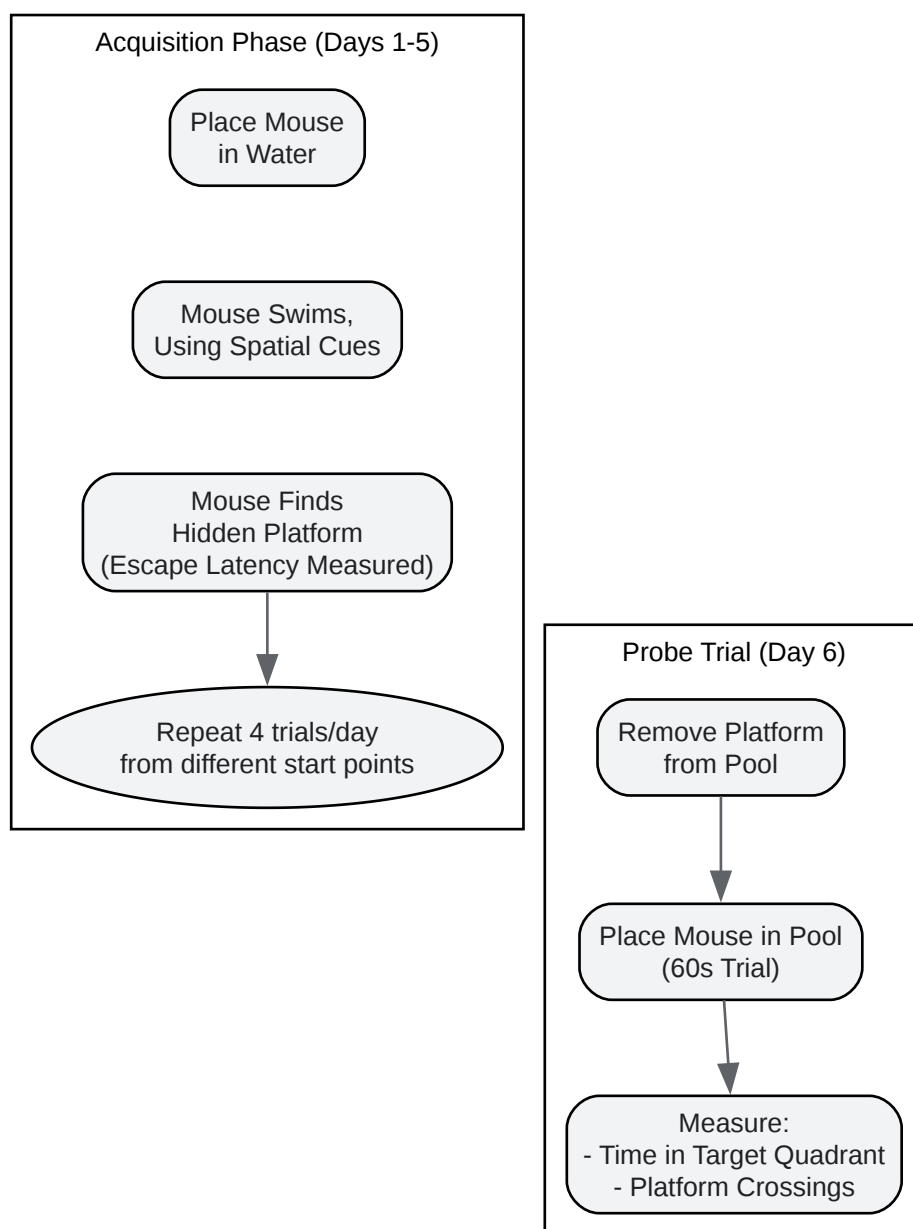 Acquisition Phase (Days 1-5)
Place Mouse
in Water
Mouse Swims,
Using Spatial Cues
Mouse Finds
Hidden Platform
(Escape Latency Measured)
Repeat 4 trials/day
from different start points
Probe Trial (Day 6)
Remove Platform
from Pool
Place Mouse in Pool
(60s Trial)
Measure:
- Time in Target Quadrant
- Platform Crossings